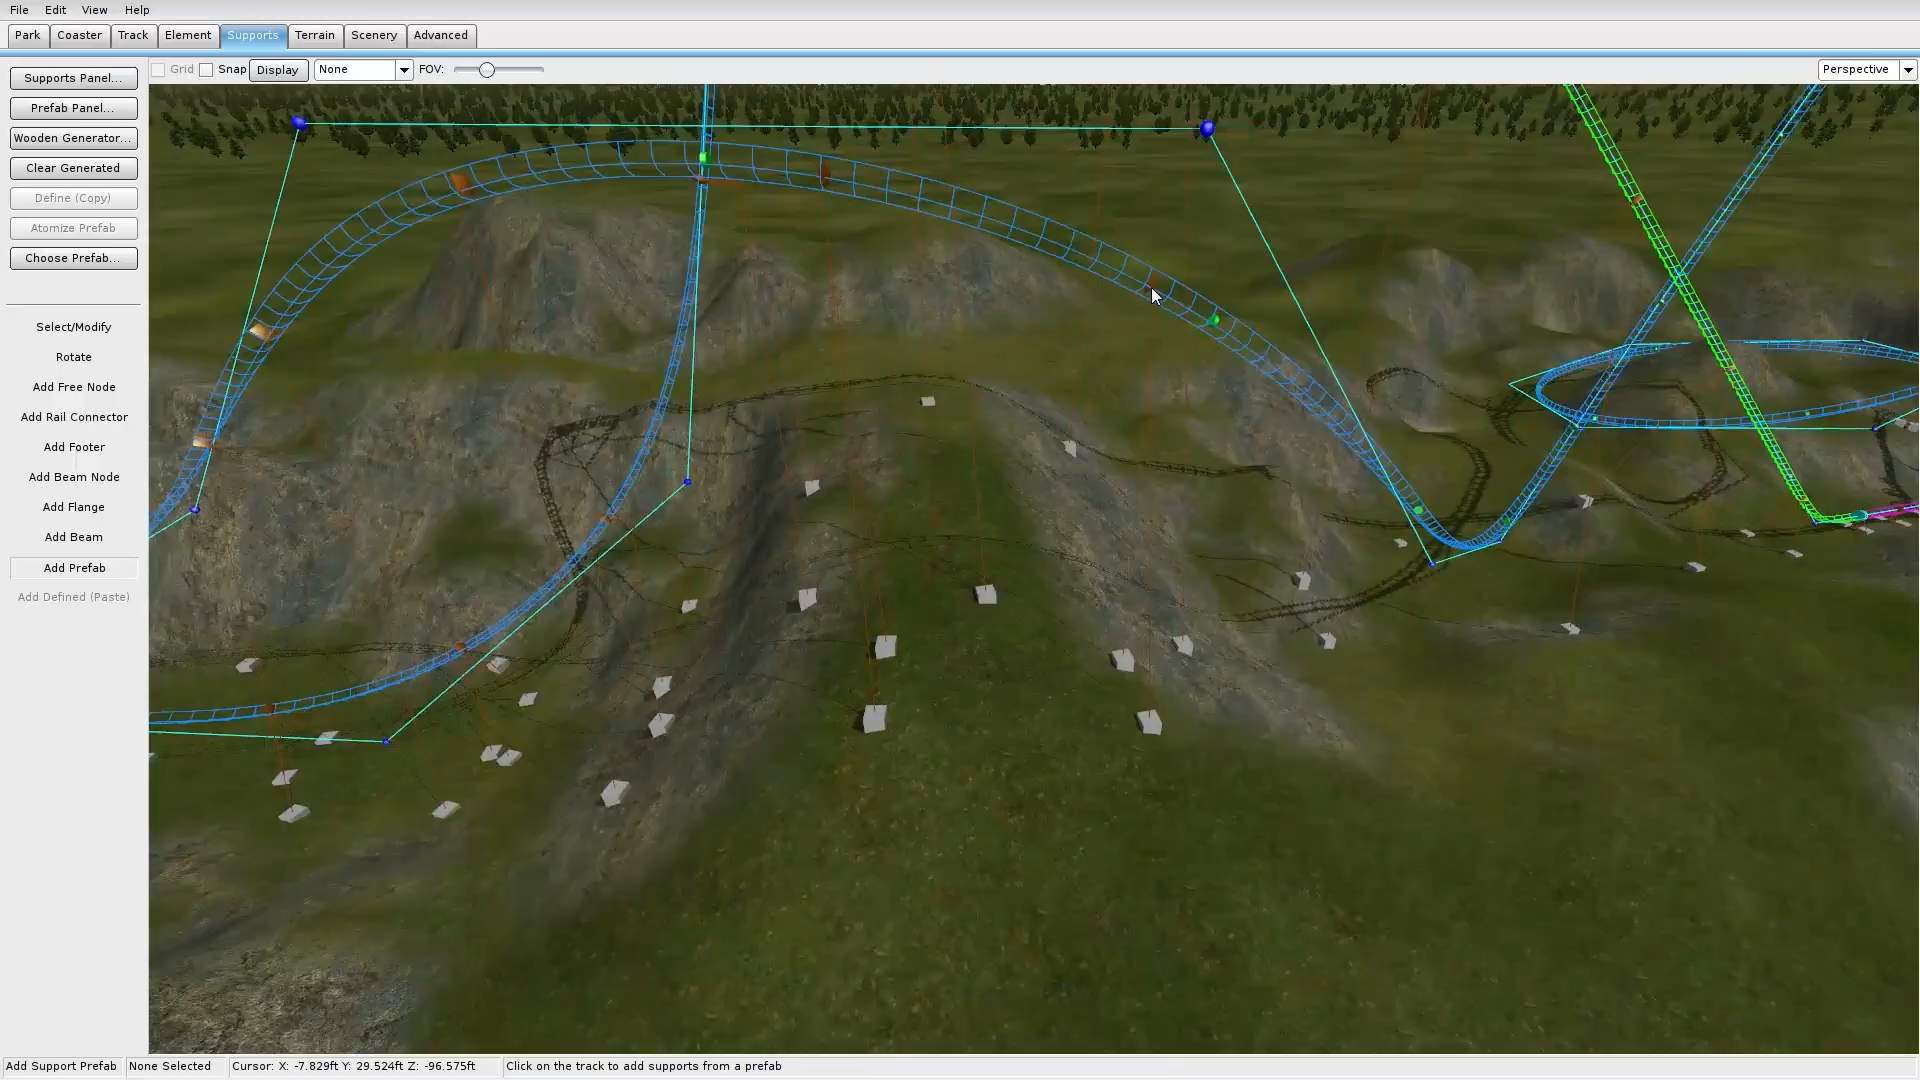 File Edit View Help
Park Coaster Track Element Supports Terrain Scenery Advanced
Supports Panel... Grid Snap Display None FOV: Perspective
Prefab Panel...
Wooden Generator...
Clear Generated
Define (Copy)
Atomize Prefab
Choose Prefab...
Select/Modify
Rotate
Add Free Node
Add Rail Connector
Add Footer
Add Beam Node
Add Flange
Add Beam
Add Prefab
Add Defined (Paste)
Add Support Prefab None Selected Cursor: X: -7.829ft Y: 29.524ft Z: -96.575ft Click on the track to add supports from a prefab